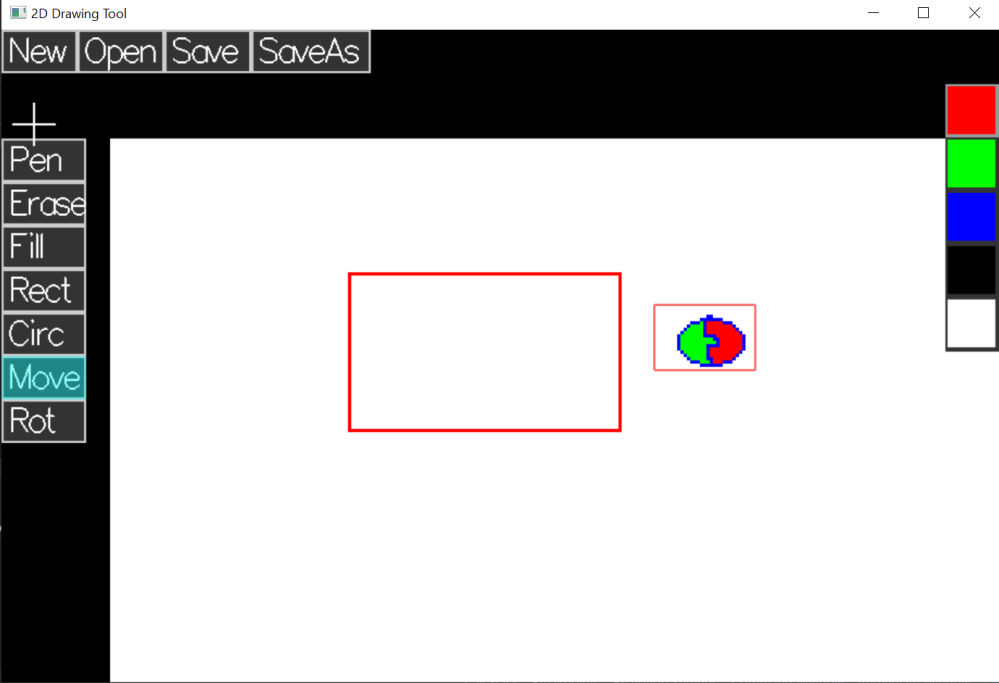 2D Drawing Tool
New Open Save SaveAs
Pen
Erase
Fill
Rect
Circ
Move
Rot